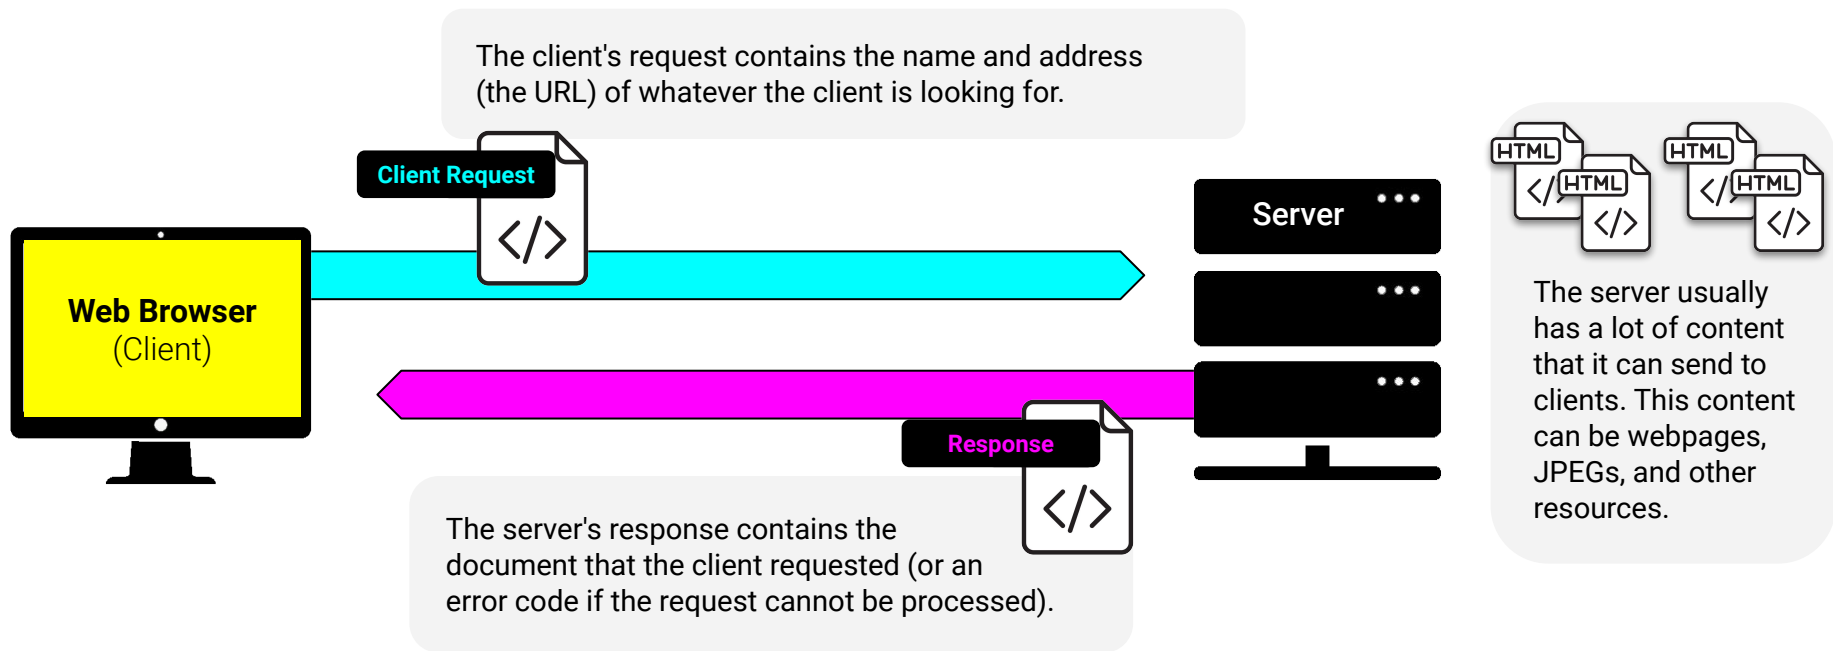 The client's request contains the name and address
(the URL) of whatever the client is looking for.
Client Request
Web Browser
(Client)
Server
Response
The server's response contains the
document that the client requested (or an
error code if the request cannot be processed).
HTML
HTML
HTML
HTML
The server usually
has a lot of content
that it can send to
clients. This content
can be webpages,
JPEGs, and other
resources.